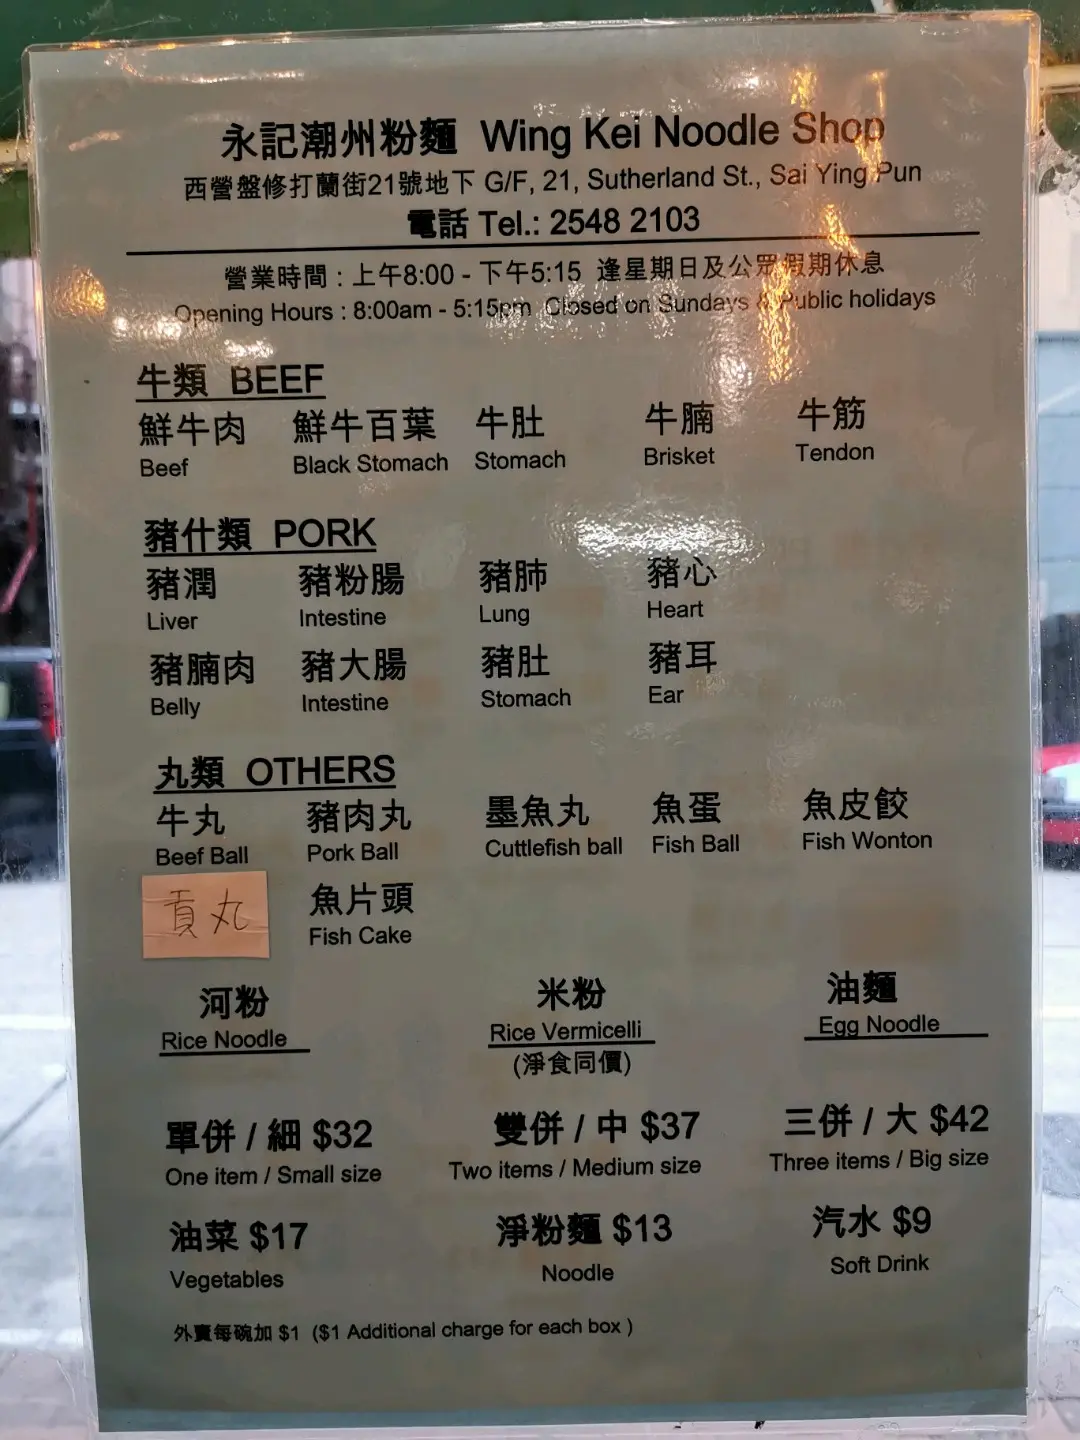 永記潮州粉麵 Wing Kei Noodle Shop
西營盤修打蘭街21號地下 G/F, 21, Sutherland St., Sai Ying Pun
電話 Tel.: 2548 2103
營業時間 : 上午8:00 - 下午5:15 逢星期日及公眾假期休息
Opening Hours : 8:00am - 5:15pm Closed on Sundays & Public holidays
牛類 BEEF
鮮牛肉 鮮牛百葉 牛肚 牛腩 牛筋
Beef Black Stomach Stomach Brisket Tendon
豬什類 PORK
豬潤 豬粉腸 豬肺 豬心
Liver Intestine Lung Heart
豬腩肉 豬大腸 豬肚 豬耳
Belly Intestine Stomach Ear
丸類 OTHERS
牛丸 豬肉丸 墨魚丸 魚蛋 魚皮餃
Beef Ball Pork Ball Cuttlefish ball Fish Ball Fish Wonton
貢丸 魚片頭
Fish Cake
河粉 米粉 油麵
Rice Noodle Rice Vermicelli Egg Noodle
(淨食同價)
單併 / 細 $32 雙併 / 中 $37 三併 / 大 $42
One item / Small size Two items / Medium size Three items / Big size
油菜 $17 淨粉麵 $13 汽水 $9
Vegetables Noodle Soft Drink
外賣每碗加 $1 ($1 Additional charge for each box )